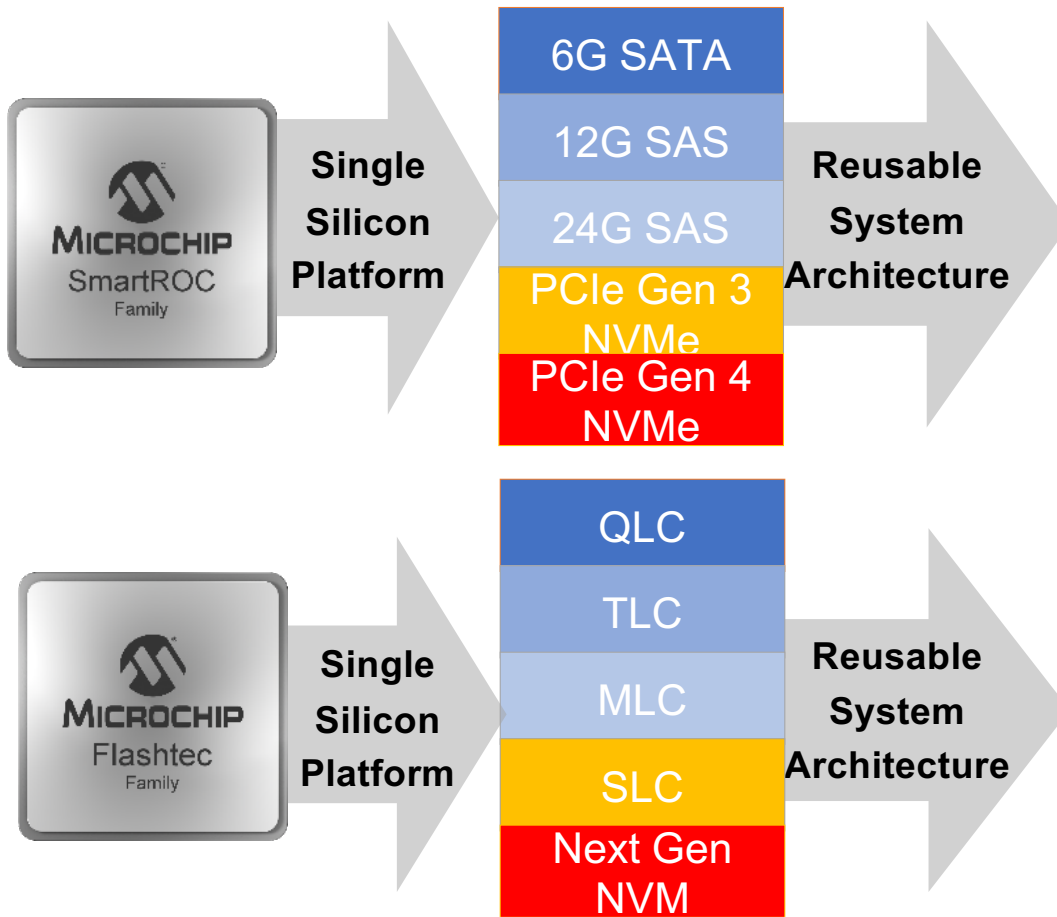 MICROCHIP
SmartROC
Family
Single
Silicon
Platform
6G SATA
12G SAS
24G SAS
PCIe Gen 3
NVMe
PCIe Gen 4
NVMe
Reusable
System
Architecture
MICROCHIP
Flashtec
Family
Single
Silicon
Platform
QLC
TLC
MLC
SLC
Next Gen
NVM
Reusable
System
Architecture